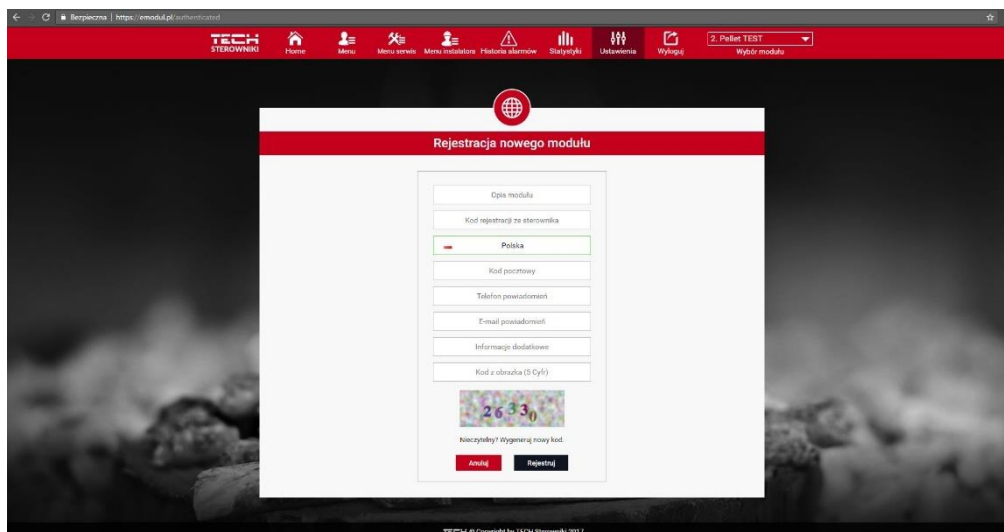 Bezpieczna | https://emodul.pl/authenticated
TECH
STEROWNIKI
Home
Menu
Menu serwis
Menu instalatora
Historia alarmów
Statystyki
Ustawienia
Wyloguj
2. Pellet TEST
Wybór modułu
Rejestracja nowego modułu
Opis modułu
Kod rejestracji ze sterownika
Polska
Kod pocztowy
Telefon powiadomień
E-mail powiadomień
Informacje dodatkowe
Kod z obrazka (5 Cyfr)
26330
Nieczytelny? Wygeneruj nowy kod.
Anuluj
Rejestruj
TECH © Copyright by TECH Sterowniki 2017